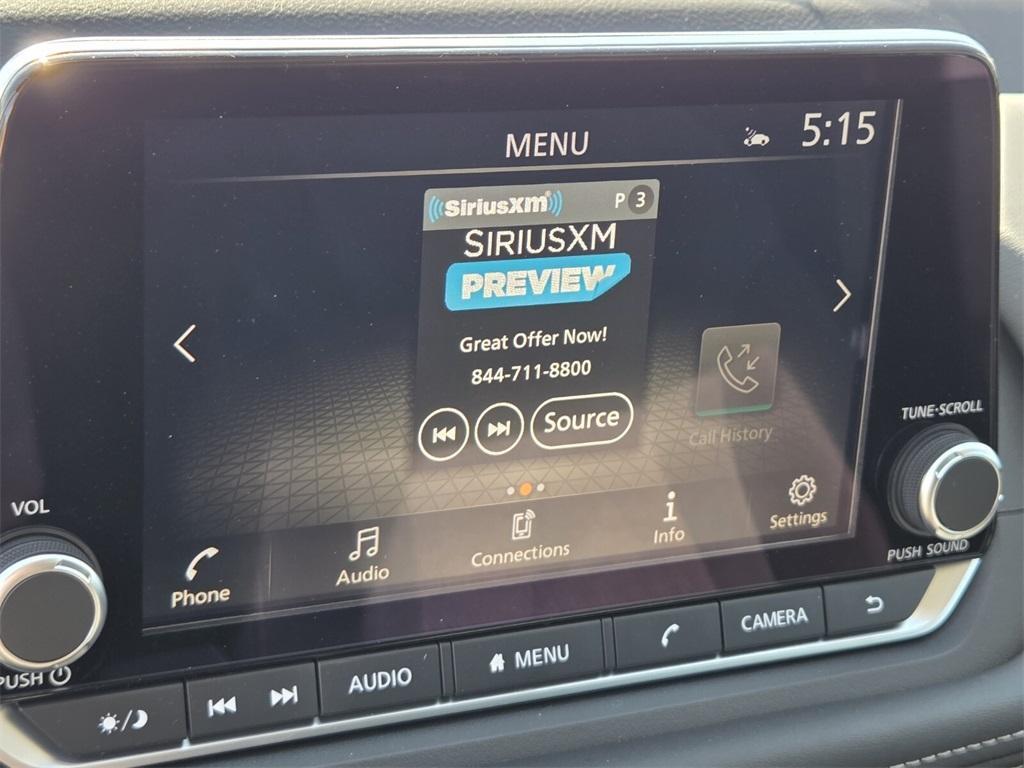 MENU
5:15
SiriusXm
P 3
SIRIUSXM
PREVIEW
Great Offer Now!
844-711-8800
Source
Call History
TUNE·SCROLL
VOL
Phone
Audio
Connections
Info
Settings
PUSH SOUND
PUSH
AUDIO
MENU
CAMERA